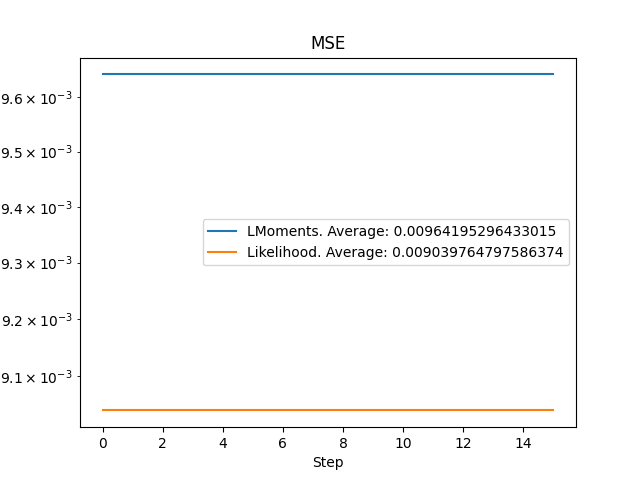 MSE
9.6 × 10⁻³
9.5 × 10⁻³
9.4 × 10⁻³
9.3 × 10⁻³
9.2 × 10⁻³
9.1 × 10⁻³
LMoments. Average: 0.00964195296433015
Likelihood. Average: 0.009039764797586374
0 2 4 6 8 10 12 14
Step